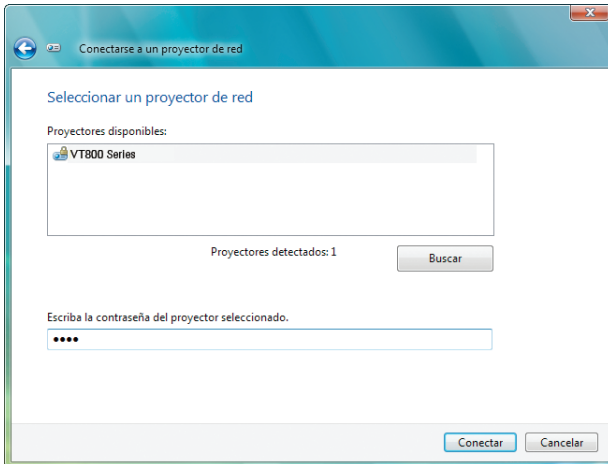 Conectarse a un proyector de red
Seleccionar un proyector de red
Proyectores disponibles:
VT800 Series
Proyectores detectados: 1
Buscar
Escriba la contraseña del proyector seleccionado.
••••
Conectar
Cancelar